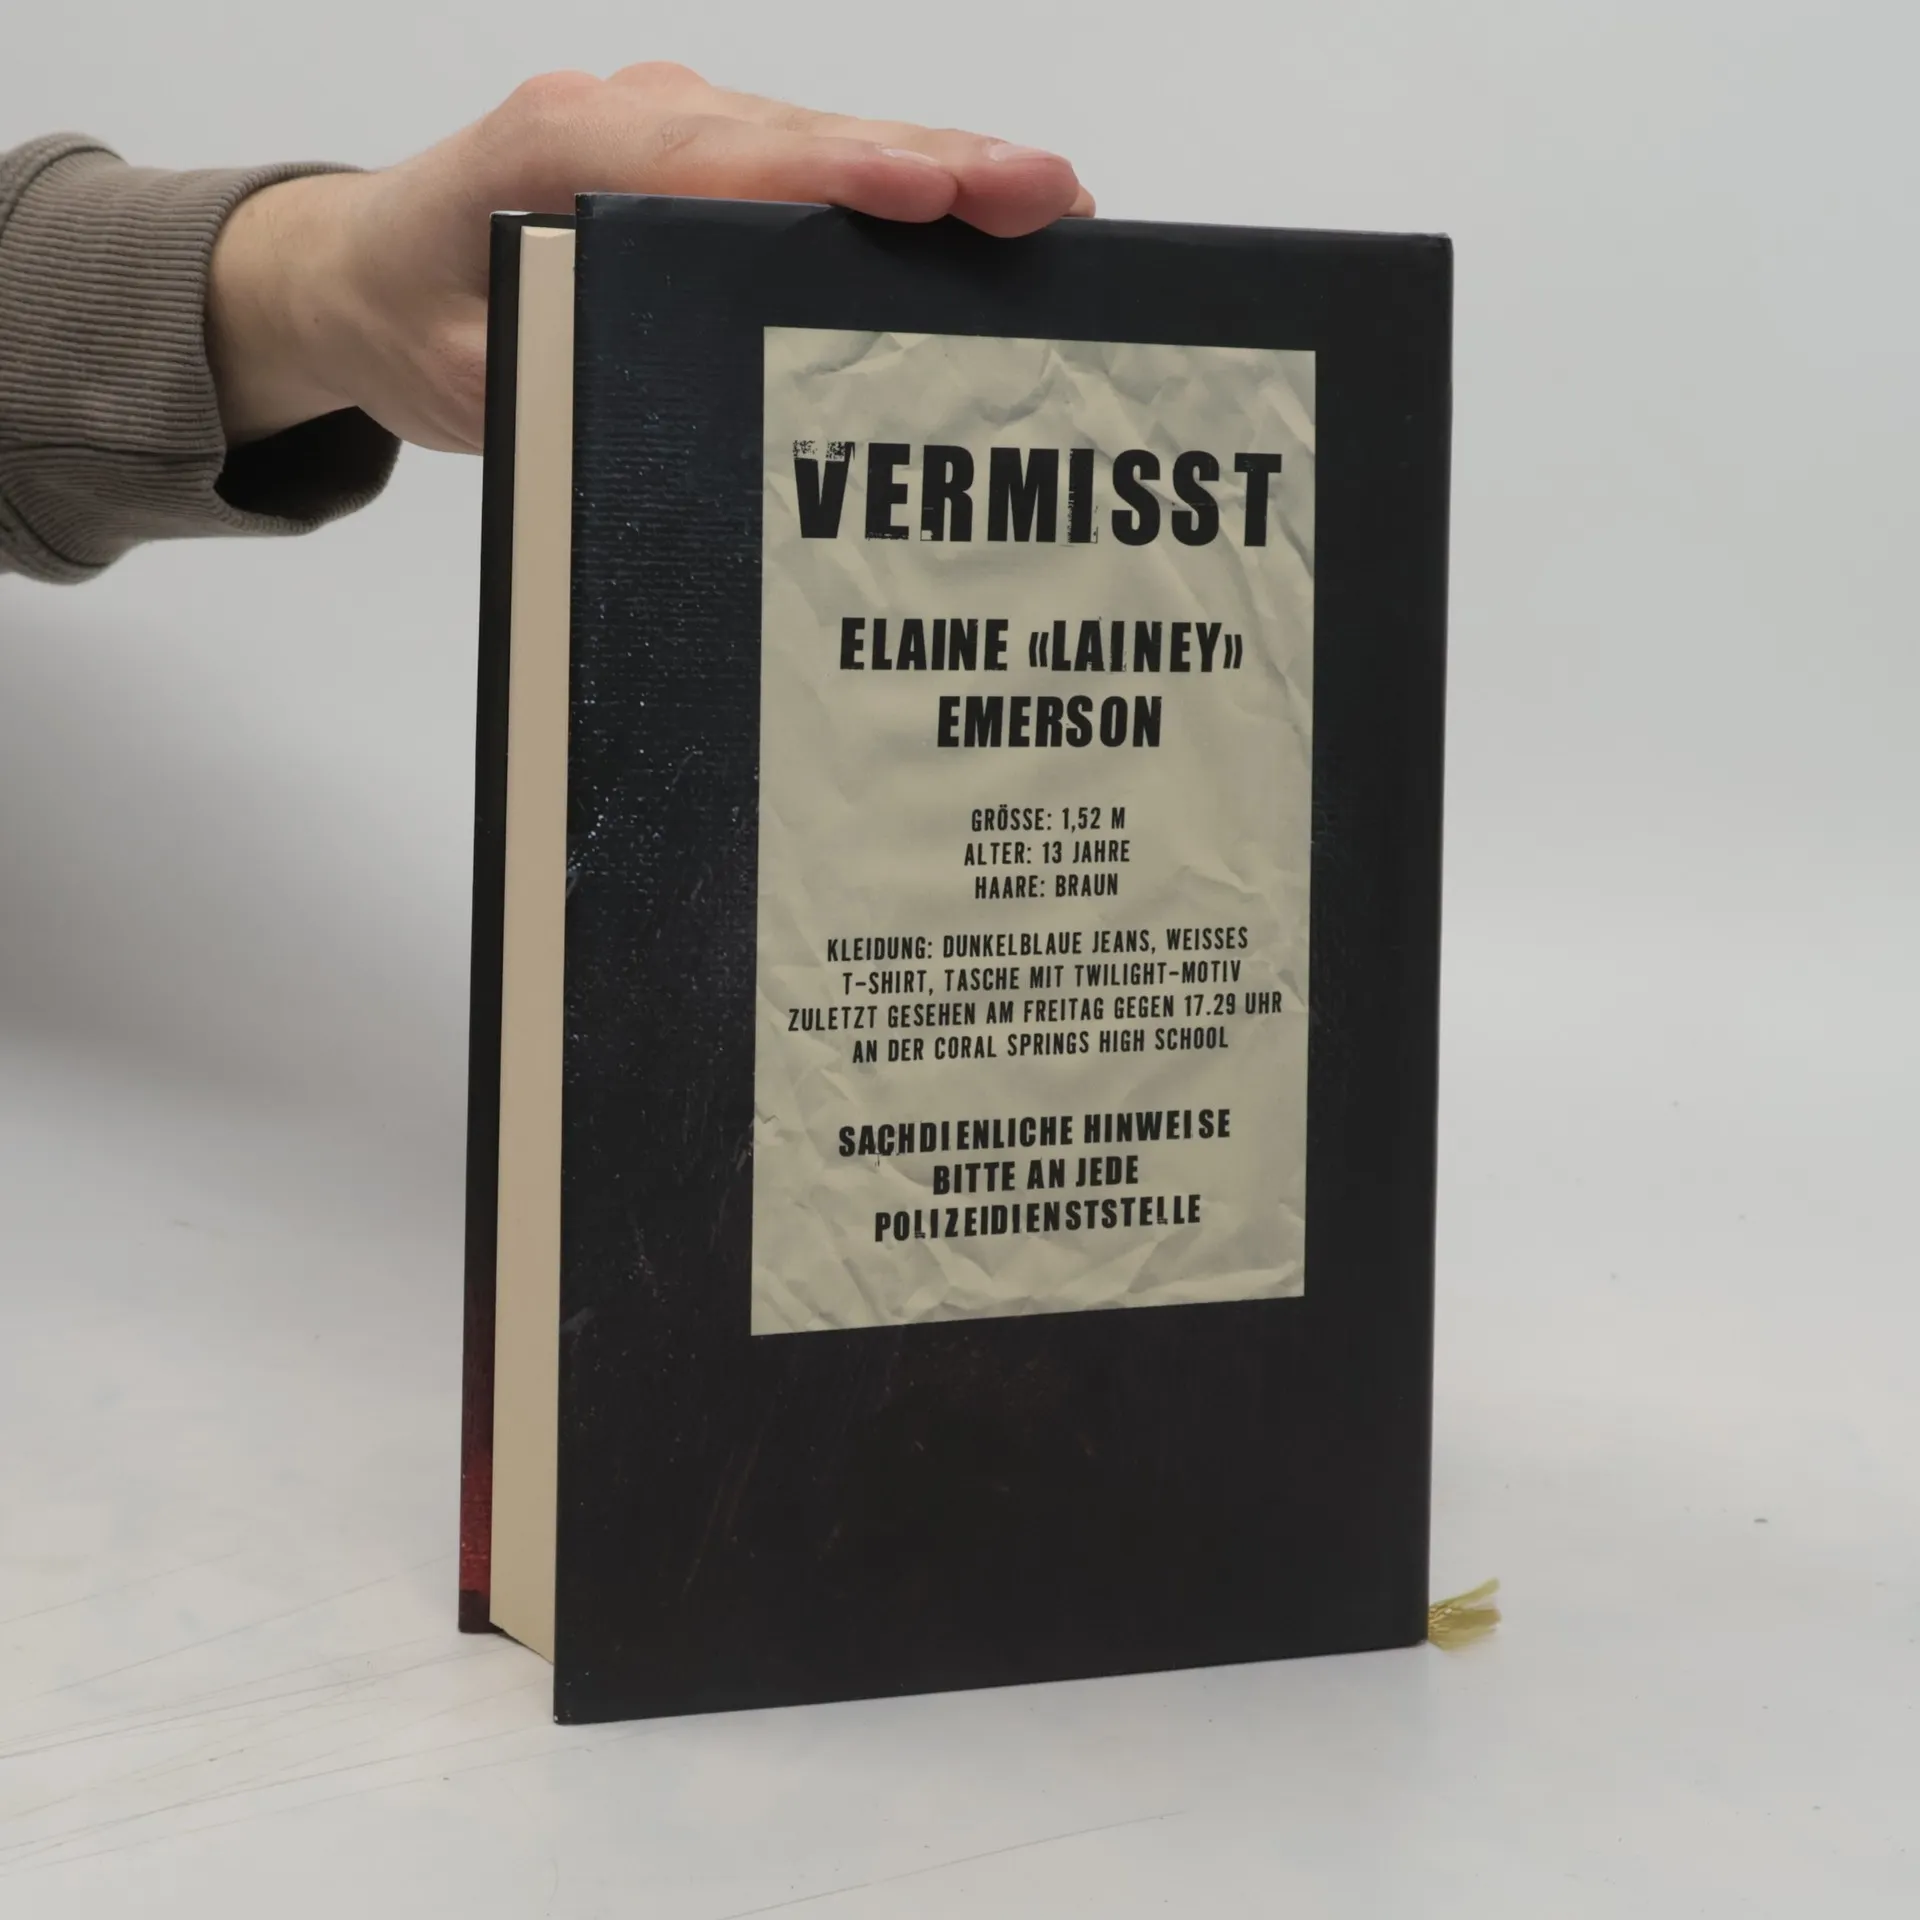 VERMISST
ELAINE «LAINEY»
EMERSON
GRÖSSE: 1,52 M
ALTER: 13 JAHRE
HAARE: BRAUN
KLEIDUNG: DUNKELBLAUE JEANS, WEISSES
T-SHIRT, TASCHE MIT TWILIGHT-MOTIV
ZULETZT GESEHEN AM FREITAG GEGEN 17.29 UHR
AN DER CORAL SPRINGS HIGH SCHOOL
SACHDIENLICHE HINWEISE
BITTE AN JEDE
POLIZEIDIENSTSTELLE